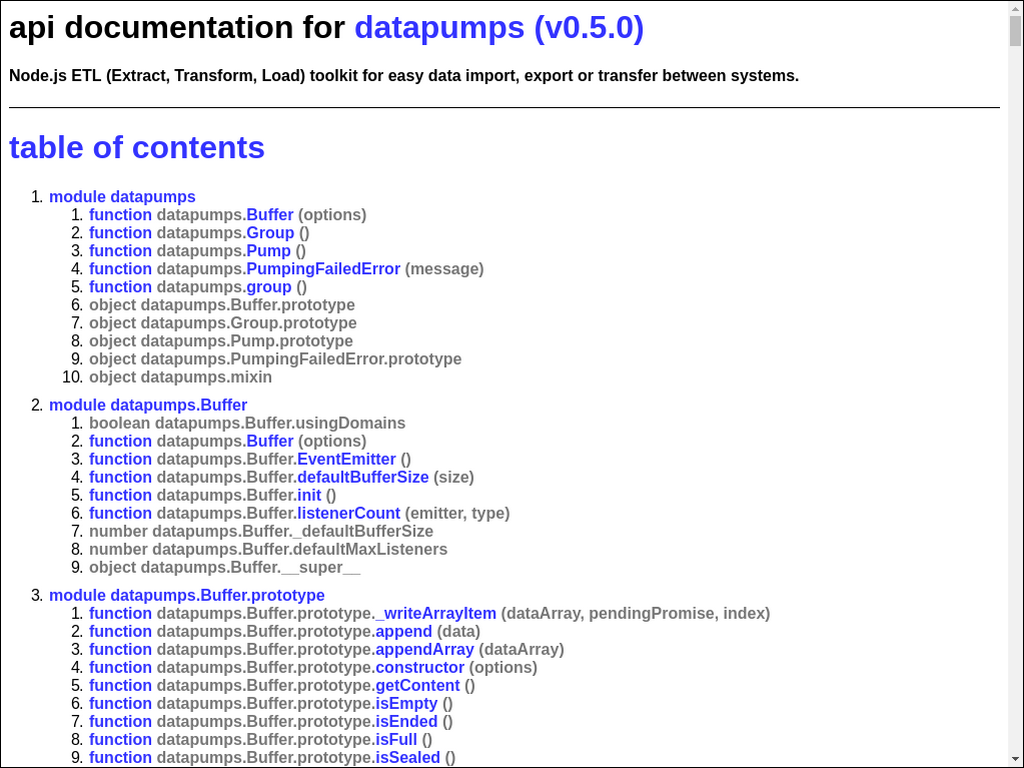 api documentation for datapumps (v0.5.0)
Node.js ETL (Extract, Transform, Load) toolkit for easy data import, export or transfer between systems.
table of contents
1. module datapumps
1. function datapumps.Buffer (options)
2. function datapumps.Group ()
3. function datapumps.Pump ()
4. function datapumps.PumpingFailedError (message)
5. function datapumps.group ()
6. object datapumps.Buffer.prototype
7. object datapumps.Group.prototype
8. object datapumps.Pump.prototype
9. object datapumps.PumpingFailedError.prototype
10. object datapumps.mixin
2. module datapumps.Buffer
1. boolean datapumps.Buffer.usingDomains
2. function datapumps.Buffer (options)
3. function datapumps.Buffer.EventEmitter ()
4. function datapumps.Buffer.defaultBufferSize (size)
5. function datapumps.Buffer.init ()
6. function datapumps.Buffer.listenerCount (emitter, type)
7. number datapumps.Buffer._defaultBufferSize
8. number datapumps.Buffer.defaultMaxListeners
9. object datapumps.Buffer.__super__
3. module datapumps.Buffer.prototype
1. function datapumps.Buffer.prototype._writeArrayItem (dataArray, pendingPromise, index)
2. function datapumps.Buffer.prototype.append (data)
3. function datapumps.Buffer.prototype.appendArray (dataArray)
4. function datapumps.Buffer.prototype.constructor (options)
5. function datapumps.Buffer.prototype.getContent ()
6. function datapumps.Buffer.prototype.isEmpty ()
7. function datapumps.Buffer.prototype.isEnded ()
8. function datapumps.Buffer.prototype.isFull ()
9. function datapumps.Buffer.prototype.isSealed ()